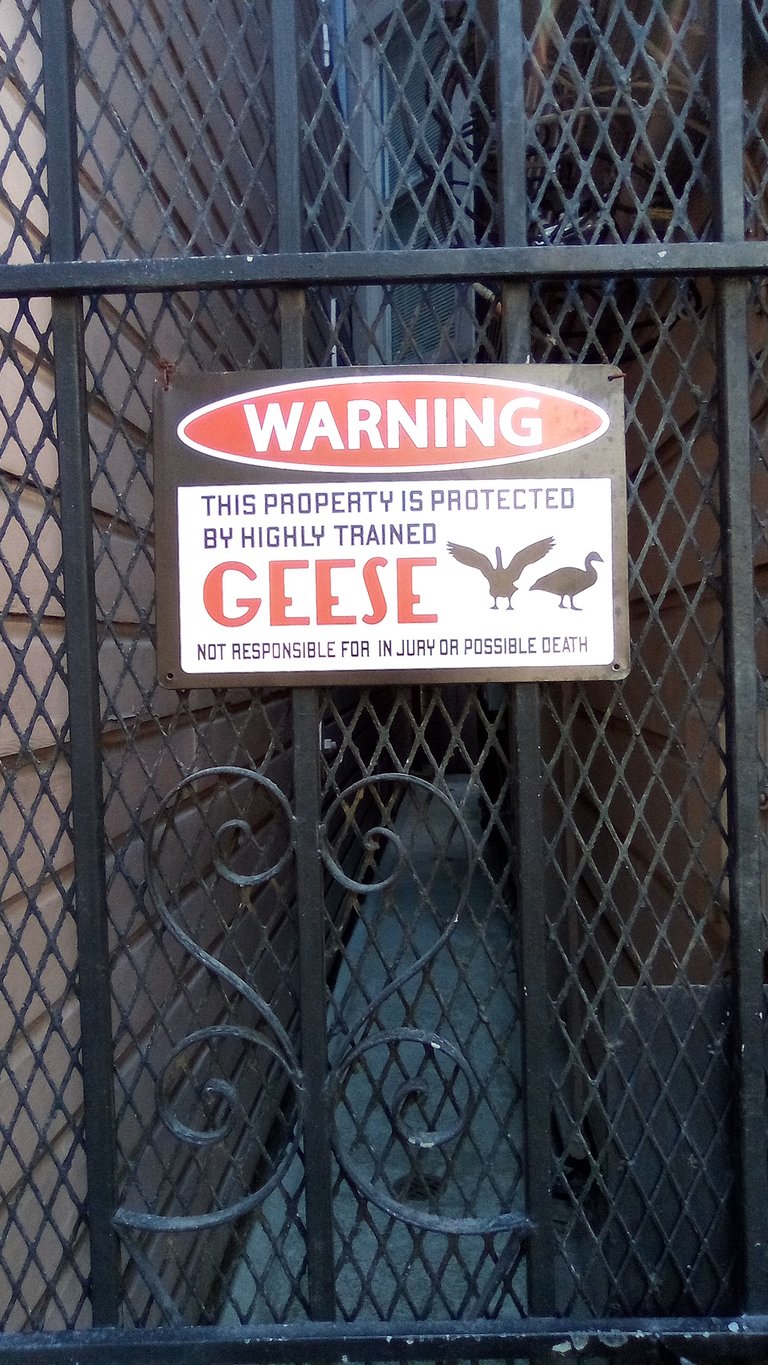 WARNING
THIS PROPERTY IS PROTECTED
BY HIGHLY TRAINED
GEESE
NOT RESPONSIBLE FOR IN JURY OR POSSIBLE DEATH